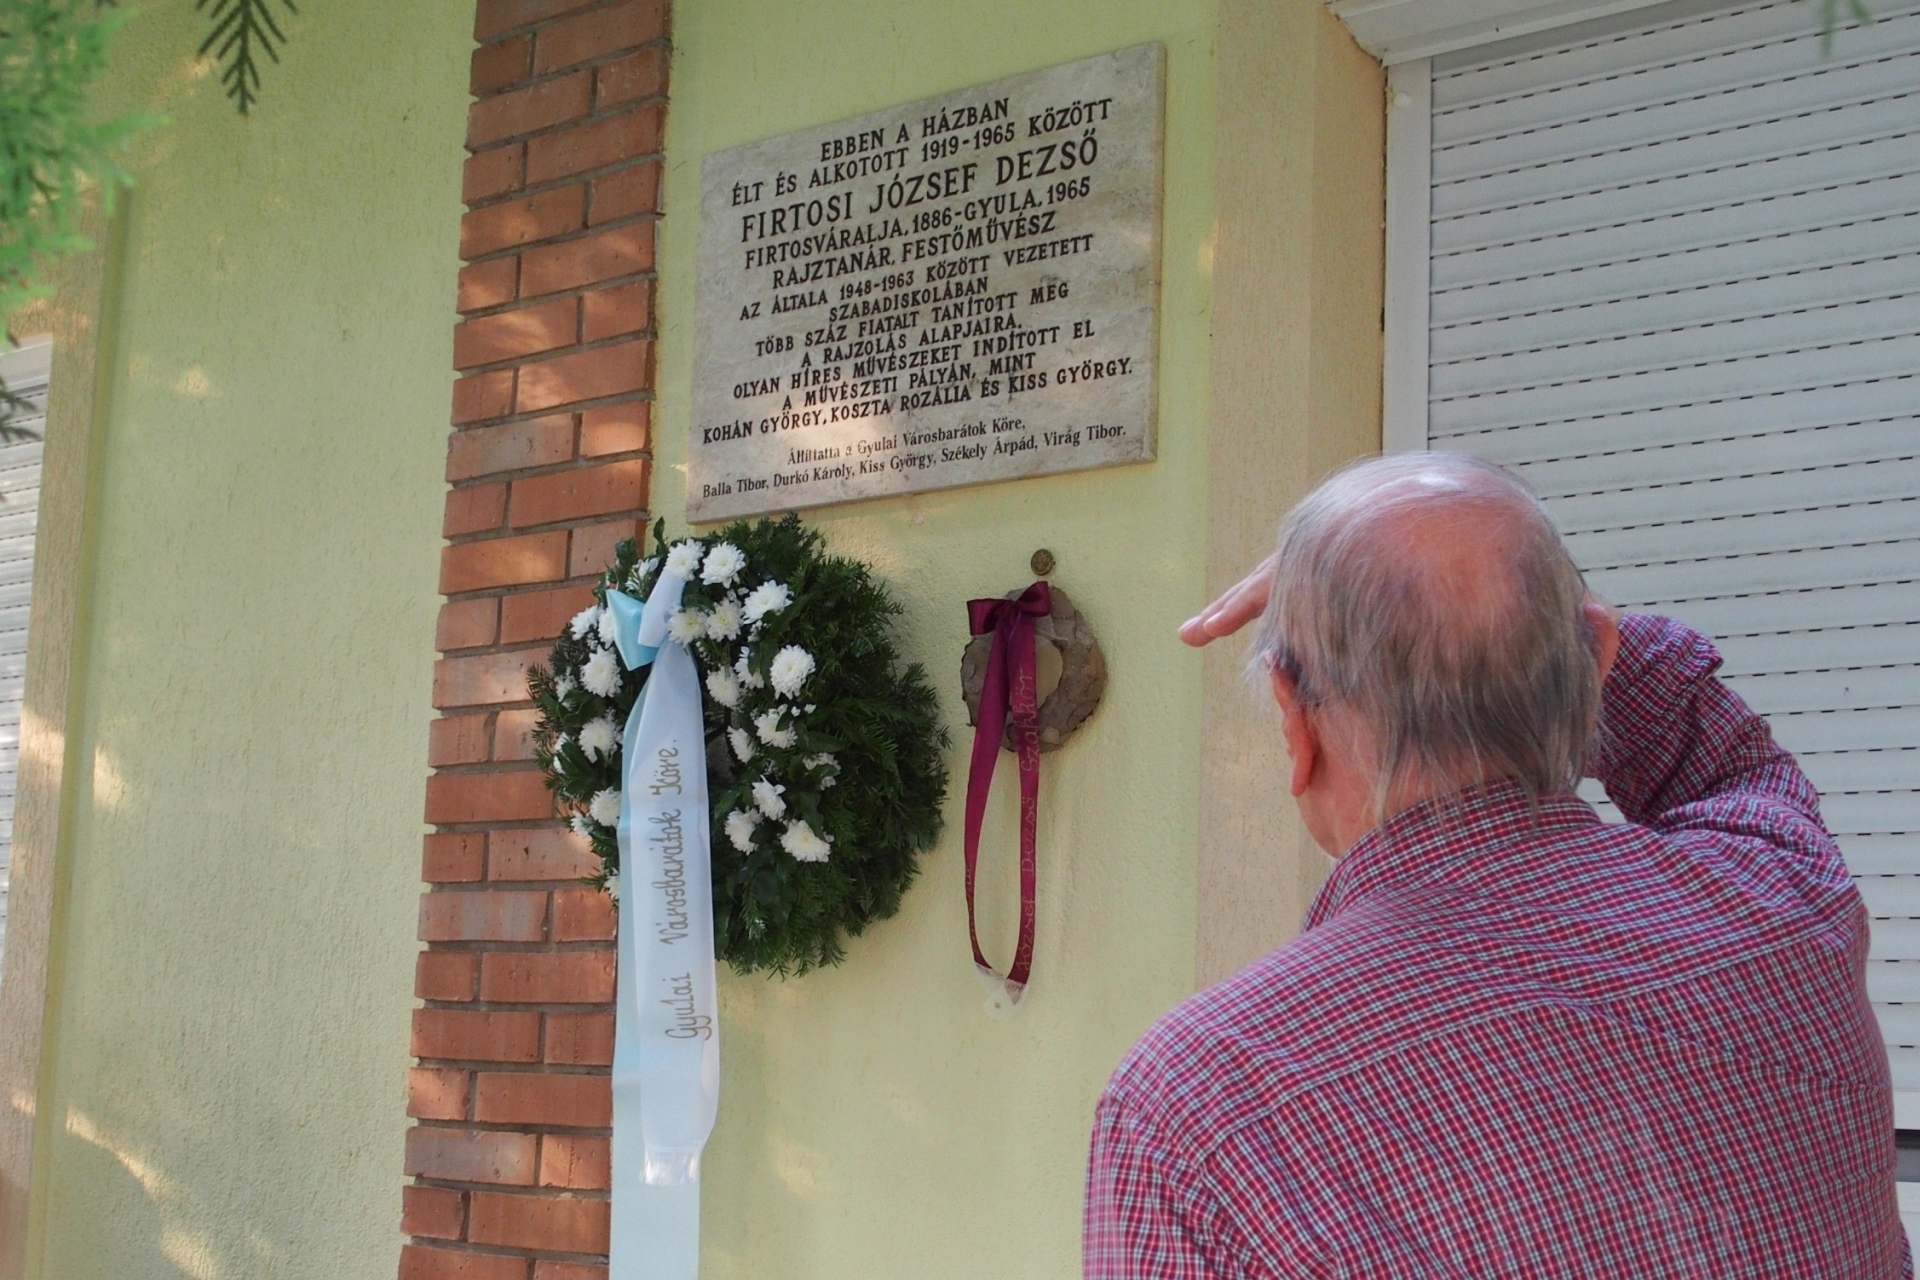 EBBEN A HÁZBAN
ÉLT ÉS ALKOTOTT 1919-1965 KÖZÖTT
FIRTOSI JÓZSEF DEZSŐ
FIRTOSVÁRALJA, 1886-GYULA, 1965
RAJZTANÁR, FESTŐMŰVÉSZ
AZ ÁLTALA 1948-1963 KÖZÖTT VEZETETT
SZABADISKOLÁBAN
TÖBB SZÁZ FIATALT TANÍTOTT MEG
A RAJZOLÁS ALAPJAIRA.
OLYAN HÍRES MŰVÉSZEKET INDÍTOTT EL
A MŰVÉSZETI PÁLYÁN, MINT
KOHÁN GYÖRGY, KOSZTA ROZÁLIA ÉS KISS GYÖRGY.
Állíttatta a Gyulai Városbarátok Köre,
Balla Tibor, Durkó Károly, Kiss György, Székely Árpád, Virág Tibor.
Gyulai Városbarátok Köre.
József Dezső Szakkör